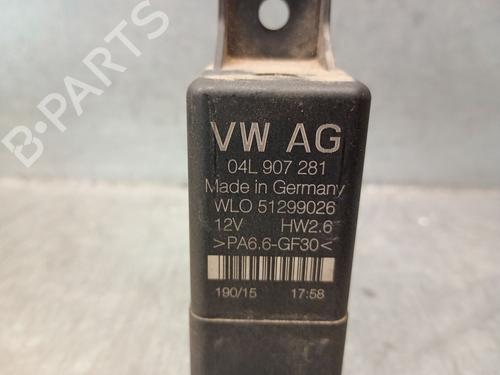 B-PARTS
VW AG
04L 907 281
Made in Germany
WLO 51299026
12V HW2.6
>PA6.6-GF30<
190/15 17:58